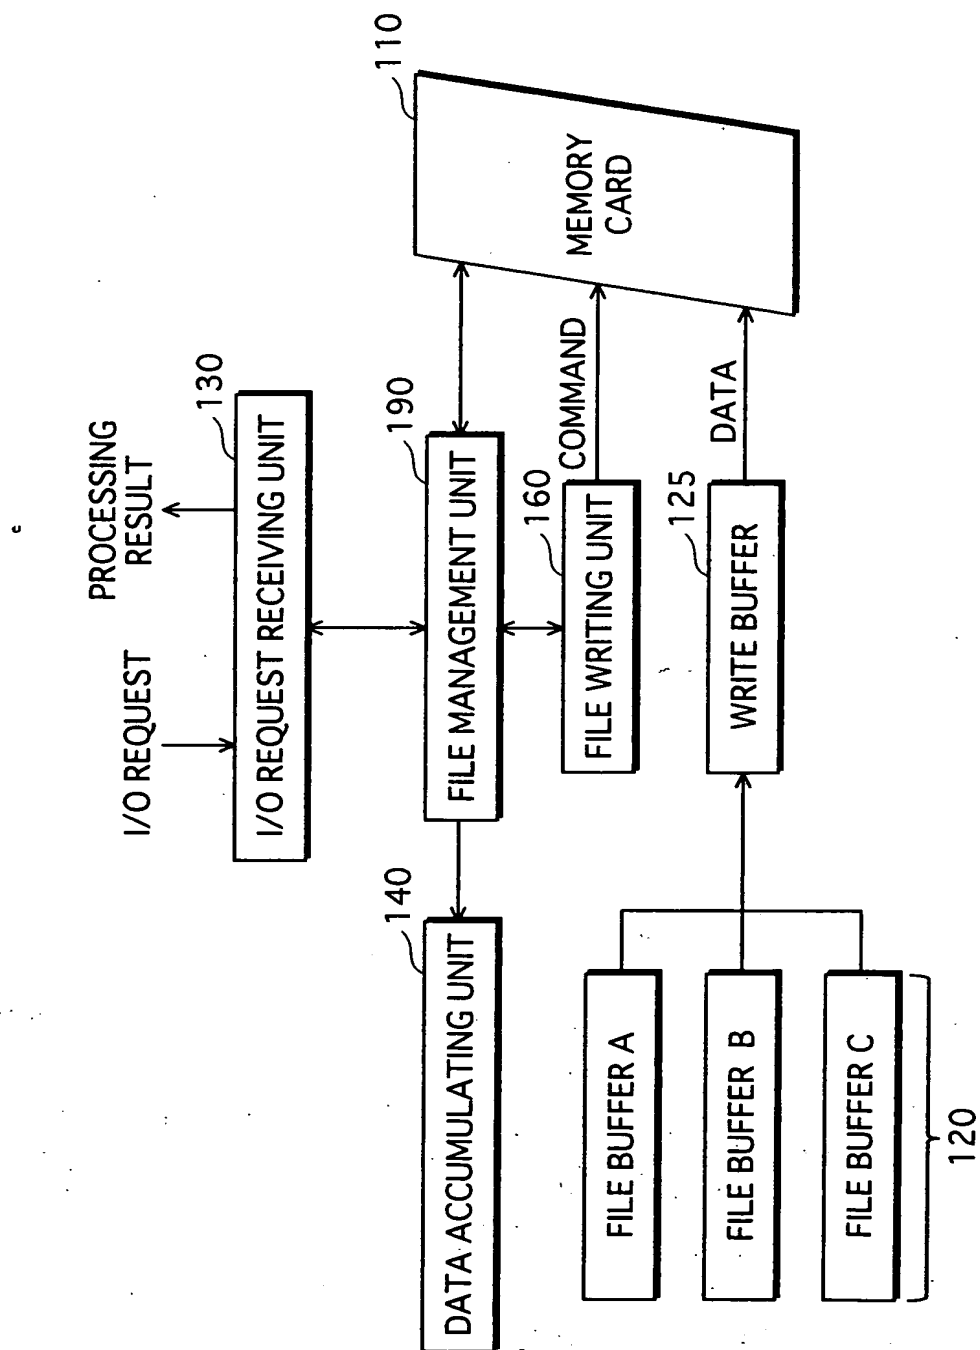 I/O REQUEST
PROCESSING
RESULT
130
I/O REQUEST RECEIVING UNIT
140
DATA ACCUMULATING UNIT
190
FILE MANAGEMENT UNIT
110
MEMORY
CARD
160
FILE WRITING UNIT
COMMAND
125
WRITE BUFFER
DATA
FILE BUFFER A
FILE BUFFER B
FILE BUFFER C
120